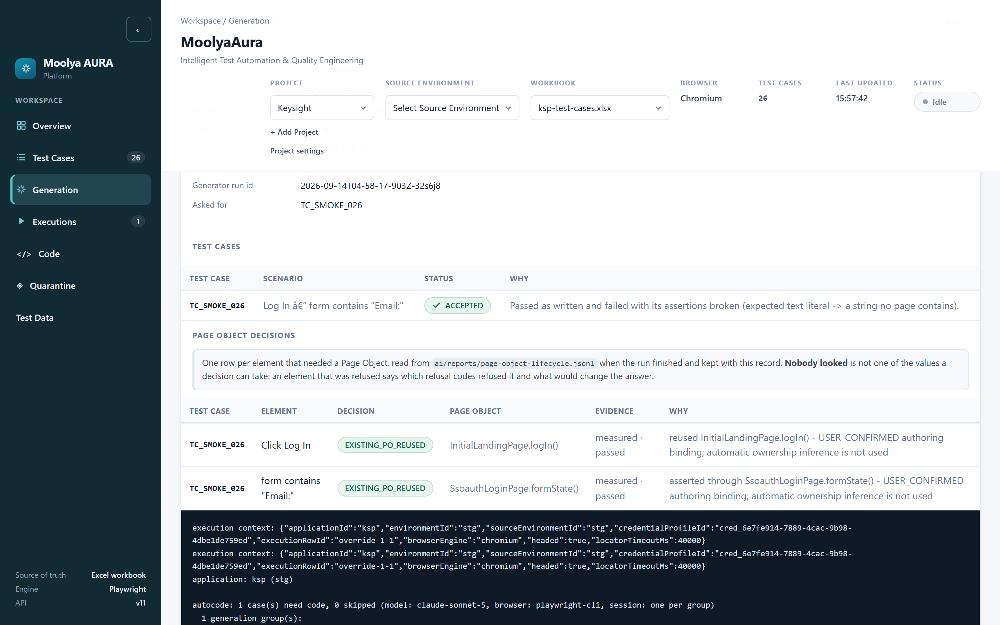 ‹
Moolya AURA
Platform
WORKSPACE
Overview
Test Cases 26
Generation
Executions 1
</> Code
Quarantine
Test Data
Source of truth Excel workbook
Engine Playwright
API v11
Workspace / Generation
MoolyaAura
Intelligent Test Automation & Quality Engineering
PROJECT SOURCE ENVIRONMENT WORKBOOK BROWSER TEST CASES LAST UPDATED STATUS
Keysight Select Source Environment ksp-test-cases.xlsx Chromium 26 15:57:42 Idle
+ Add Project
Project settings
Generator run id 2026-09-14T04-58-17-903Z-32s6j8
Asked for TC_SMOKE_026
TEST CASES
TEST CASE SCENARIO STATUS WHY
TC_SMOKE_026 Log In â€” form contains "Email:" ACCEPTED Passed as written and failed with its assertions broken (expected text literal -> a string no page contains).
PAGE OBJECT DECISIONS
One row per element that needed a Page Object, read from ai/reports/page-object-lifecycle.jsonl when the run finished and kept with this record. Nobody looked is not one of the values a
decision can take: an element that was refused says which refusal codes refused it and what would change the answer.
TEST CASE ELEMENT DECISION PAGE OBJECT EVIDENCE WHY
TC_SMOKE_026 Click Log In EXISTING_PO_REUSED InitialLandingPage.logIn() measured · passed reused InitialLandingPage.logIn() - USER_CONFIRMED authoring
binding; automatic ownership inference is not used
TC_SMOKE_026 form contains "Email:" EXISTING_PO_REUSED SsoauthLoginPage.formState() measured · passed asserted through SsoauthLoginPage.formState() - USER_CONFIRMED
authoring binding; automatic ownership inference is not used
execution context: {"applicationId":"ksp","environmentId":"stg","sourceEnvironmentId":"stg","credentialProfileId":"cred_6e7fe914-7889-4cac-9b98-
4dbe1de759ed","executionRowId":"override-1-1","browserEngine":"chromium","headed":true,"locatorTimeoutMs":40000}
execution context: {"applicationId":"ksp","environmentId":"stg","sourceEnvironmentId":"stg","credentialProfileId":"cred_6e7fe914-7889-4cac-9b98-
4dbe1de759ed","executionRowId":"override-1-1","browserEngine":"chromium","headed":true,"locatorTimeoutMs":40000}
application: ksp (stg)
autocode: 1 case(s) need code, 0 skipped (model: claude-sonnet-5, browser: playwright-cli, session: one per group)
1 generation group(s):